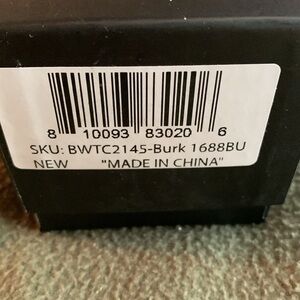 8 10093 83020 6
SKU: BWTC2145-Burk 1688BU
NEW "MADE IN CHINA"